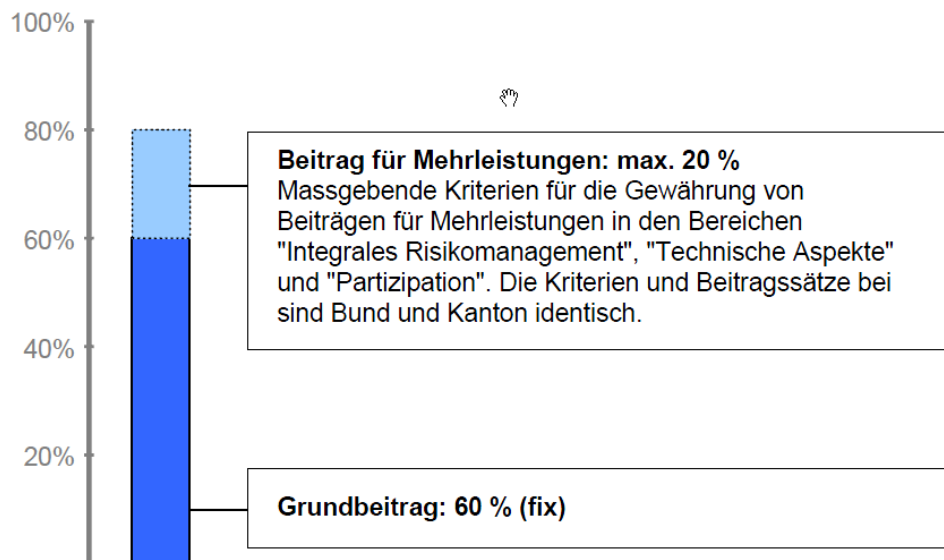 100%
80%
60%
40%
20%
Beitrag für Mehrleistungen: max. 20 %
Massgebende Kriterien für die Gewährung von
Beiträgen für Mehrleistungen in den Bereichen
"Integrales Risikomanagement", "Technische Aspekte"
und "Partizipation". Die Kriterien und Beitragssätze bei
sind Bund und Kanton identisch.
Grundbeitrag: 60 % (fix)